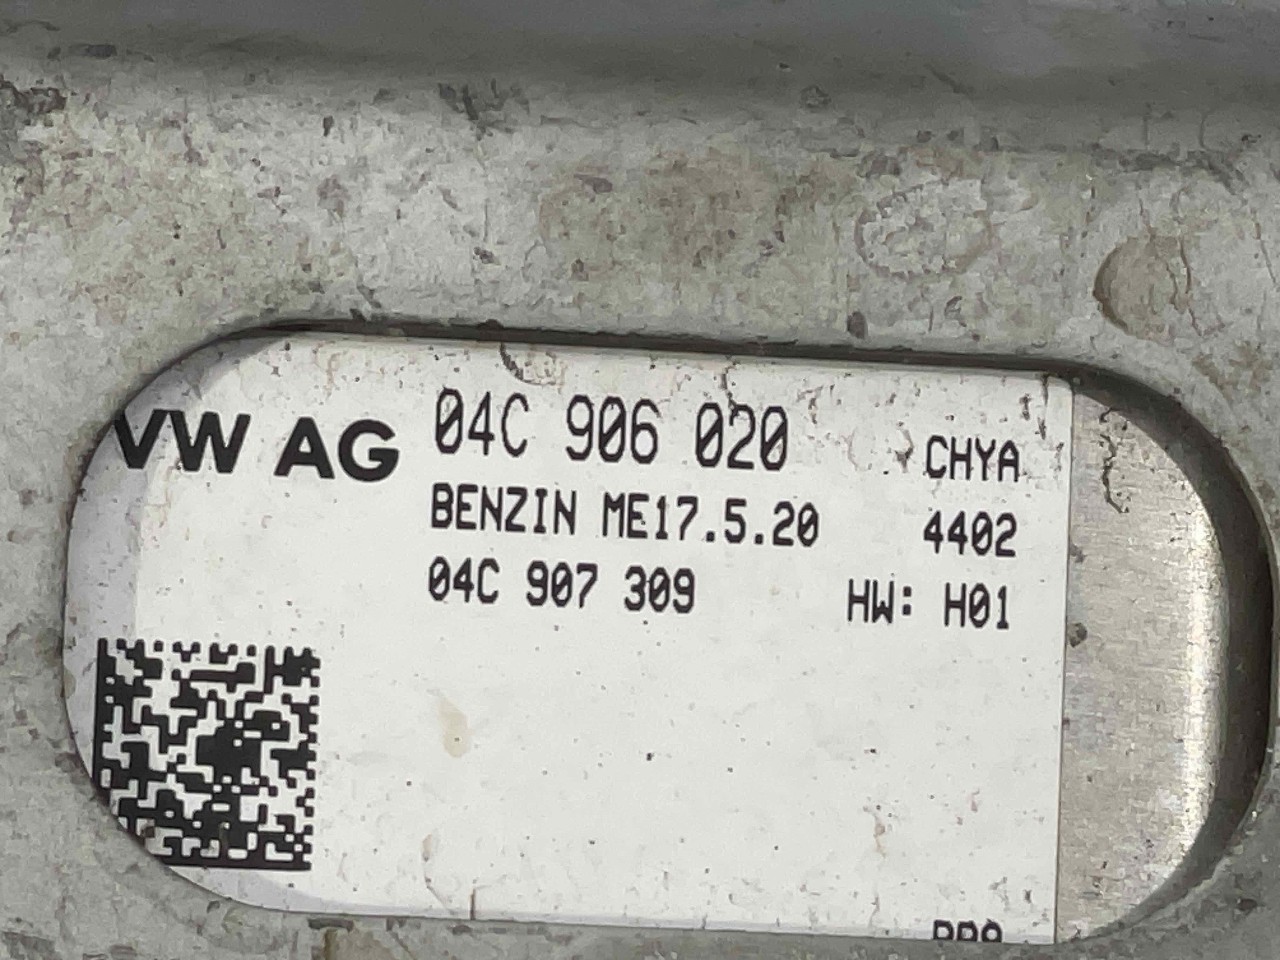 VW AG 04C 906 020 CHYA
BENZIN ME17.5.20 4402
04C 907 309 HW: H01